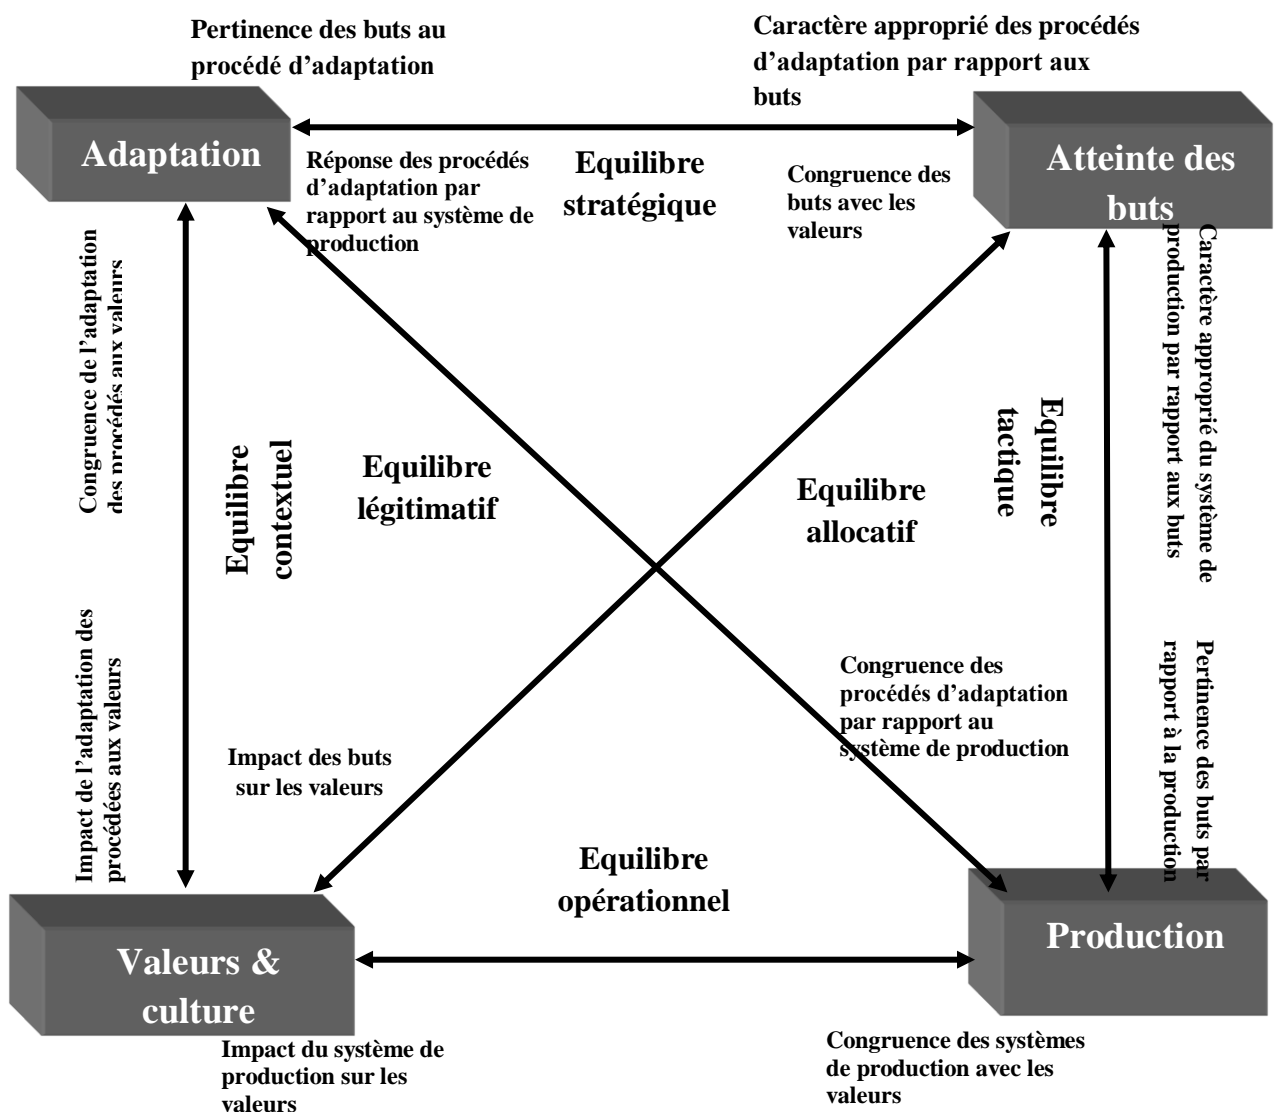 Pertinence des buts au
procédé d’adaptation
Caractère approprié des procédés
d’adaptation par rapport aux
buts
Adaptation
Atteinte des
buts
Réponse des procédés
d’adaptation par
rapport au système de
production
Equilibre
stratégique
Congruence des
buts avec les
valeurs
Congruence de l’adaptation
des procédés aux valeurs
Caractère approprié du système de
production par rapport aux buts
Equilibre
contextuel
Equilibre
légitimatif
Equilibre
allocatif
Equilibre
tactique
Impact de l’adaptation des
procédées aux valeurs
Impact des buts
sur les valeurs
Congruence des
procédés d’adaptation
par rapport au
système de production
Pertinence des buts par
rapport à la production
Equilibre
opérationnel
Valeurs &
culture
Production
Impact du système de
production sur les
valeurs
Congruence des systèmes
de production avec les
valeurs